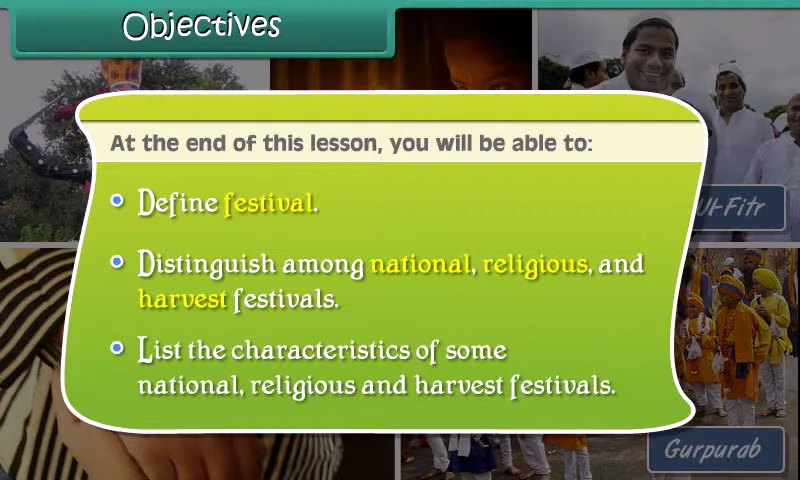 Objectives
At the end of this lesson, you will be able to:
Define festival.
Distinguish among national, religious, and
harvest festivals.
List the characteristics of some
national, religious and harvest festivals.
Ul-Fitr
Gurpurab